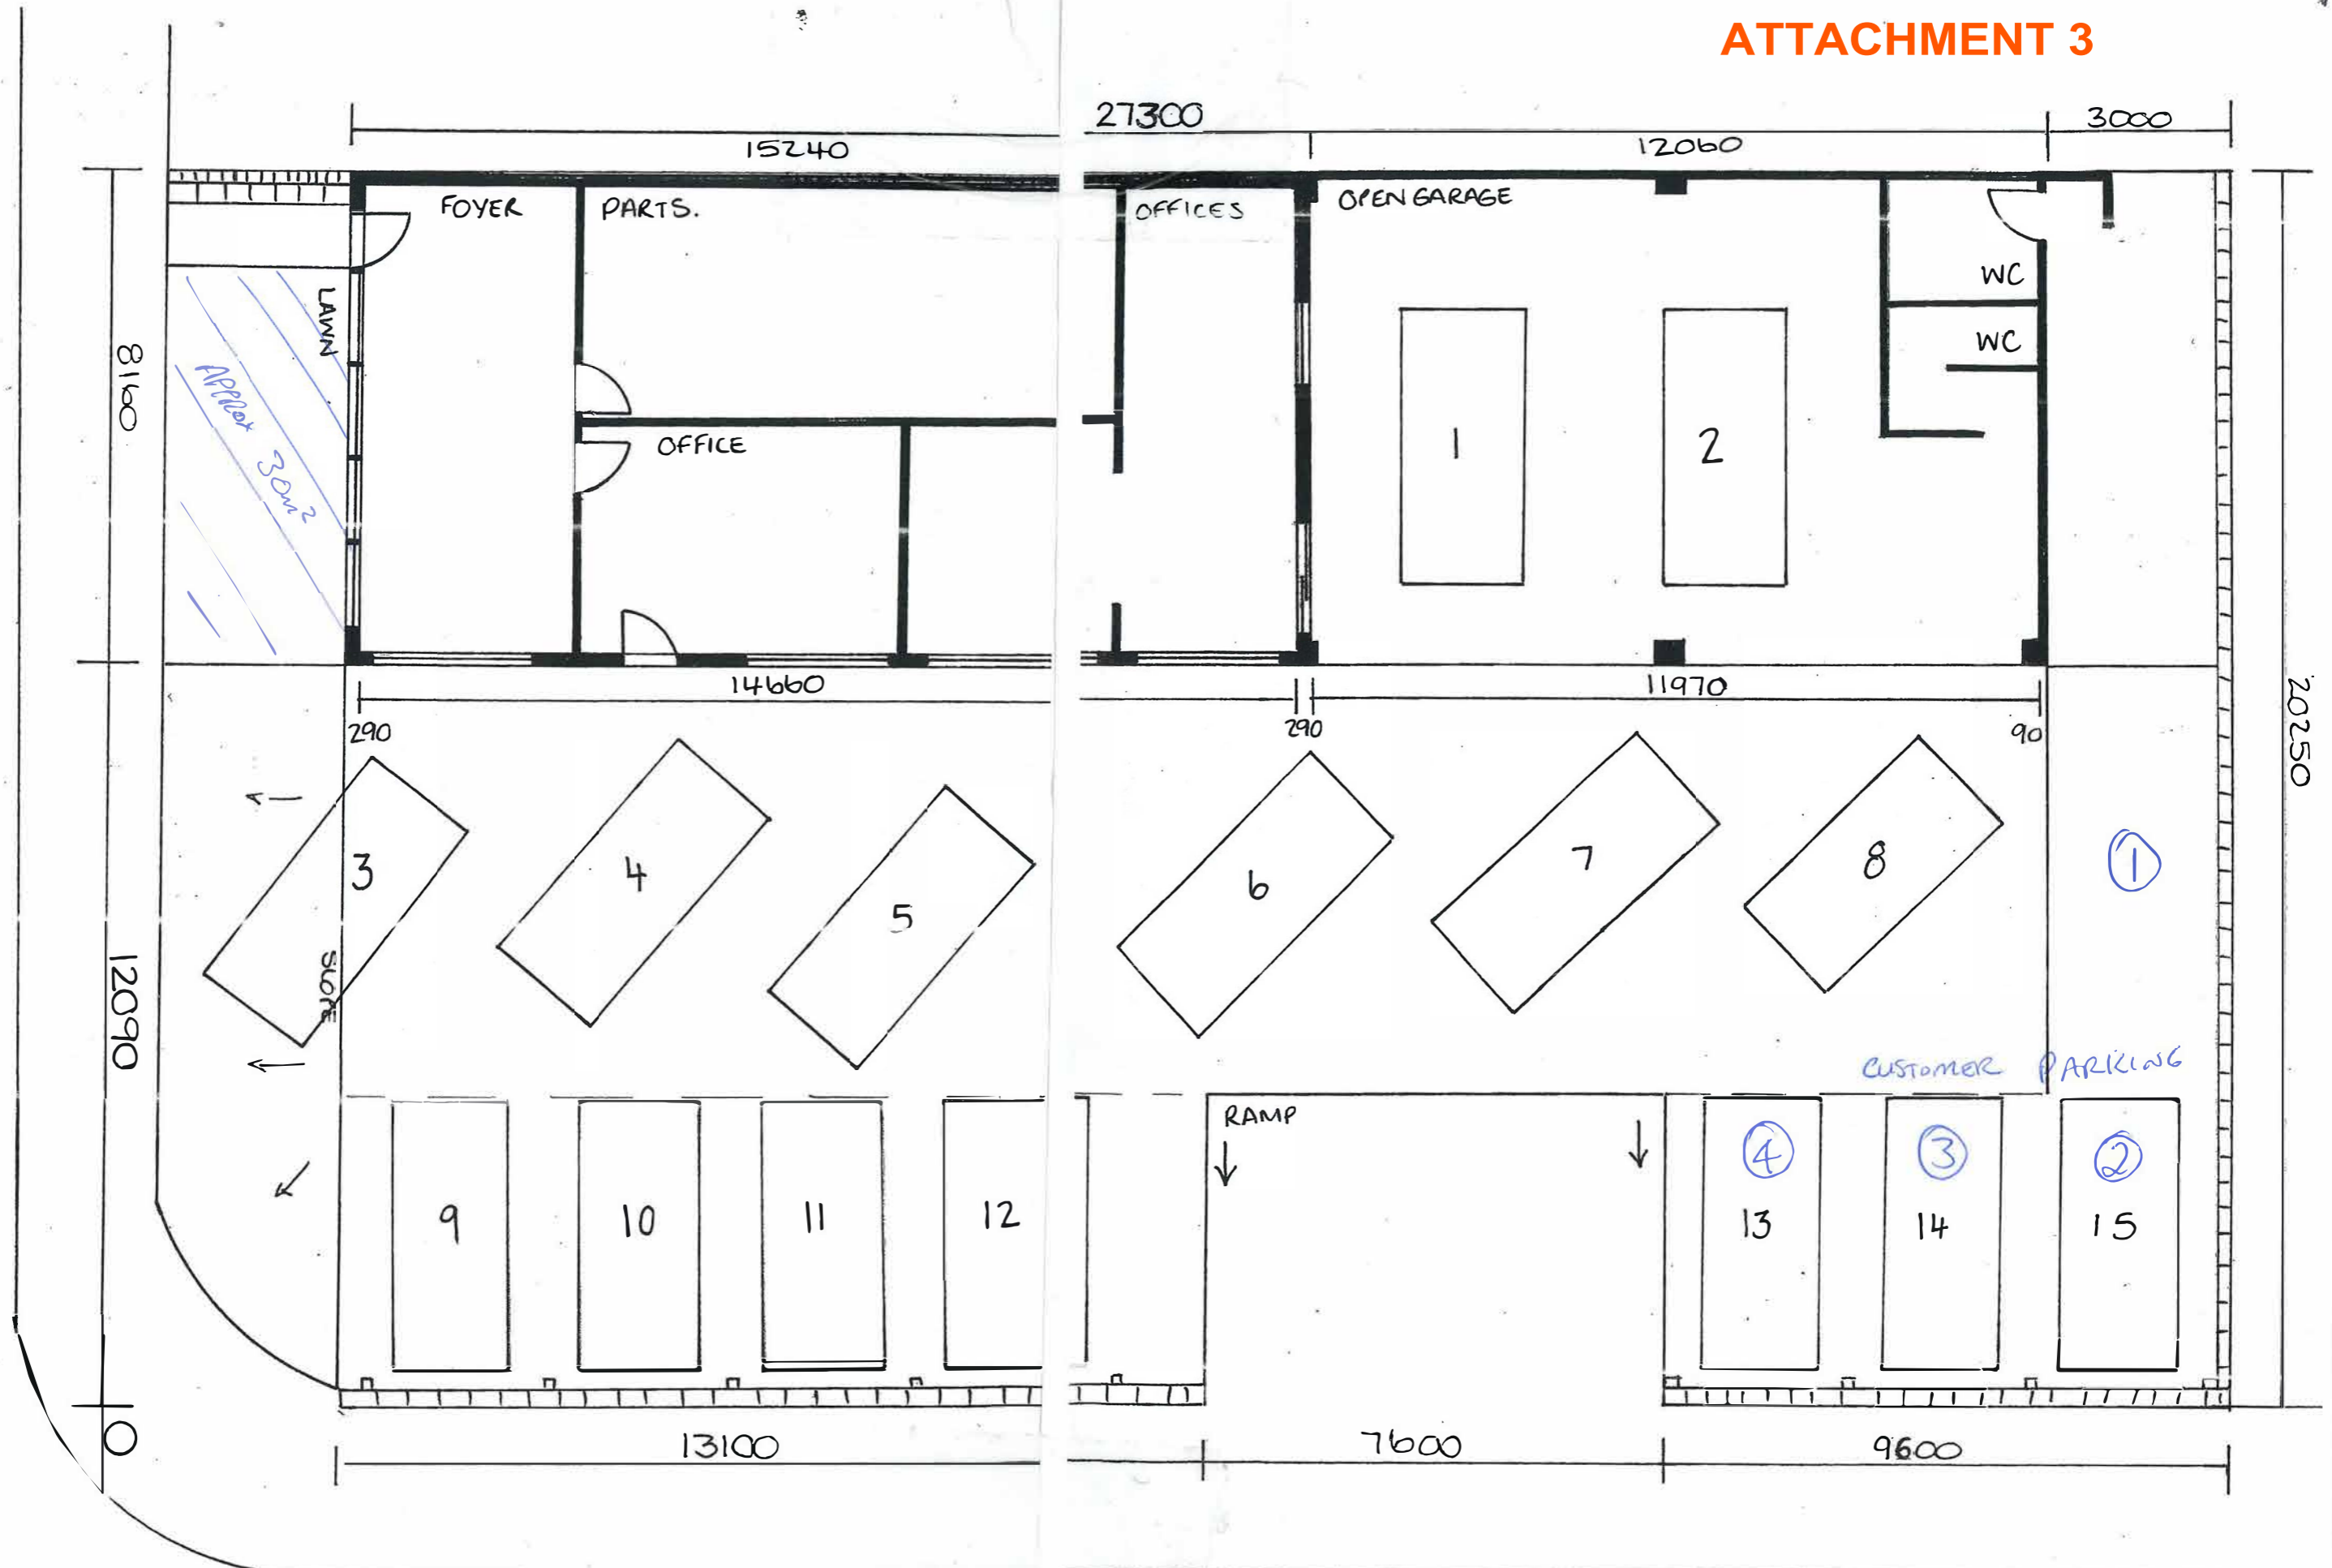 ATTACHMENT 3
27300
3000
15240
12060
FOYER
PARTS.
OFFICES
OPEN GARAGE
WC
WC
LAWN
APPROX 30m²
8160
OFFICE
1
2
14660
11970
290
290
90
20250
3
4
5
6
7
8
1
SLOPE
12090
CUSTOMER PARKING
RAMP
4
3
2
9
10
11
12
13
14
15
0
13100
7600
9600